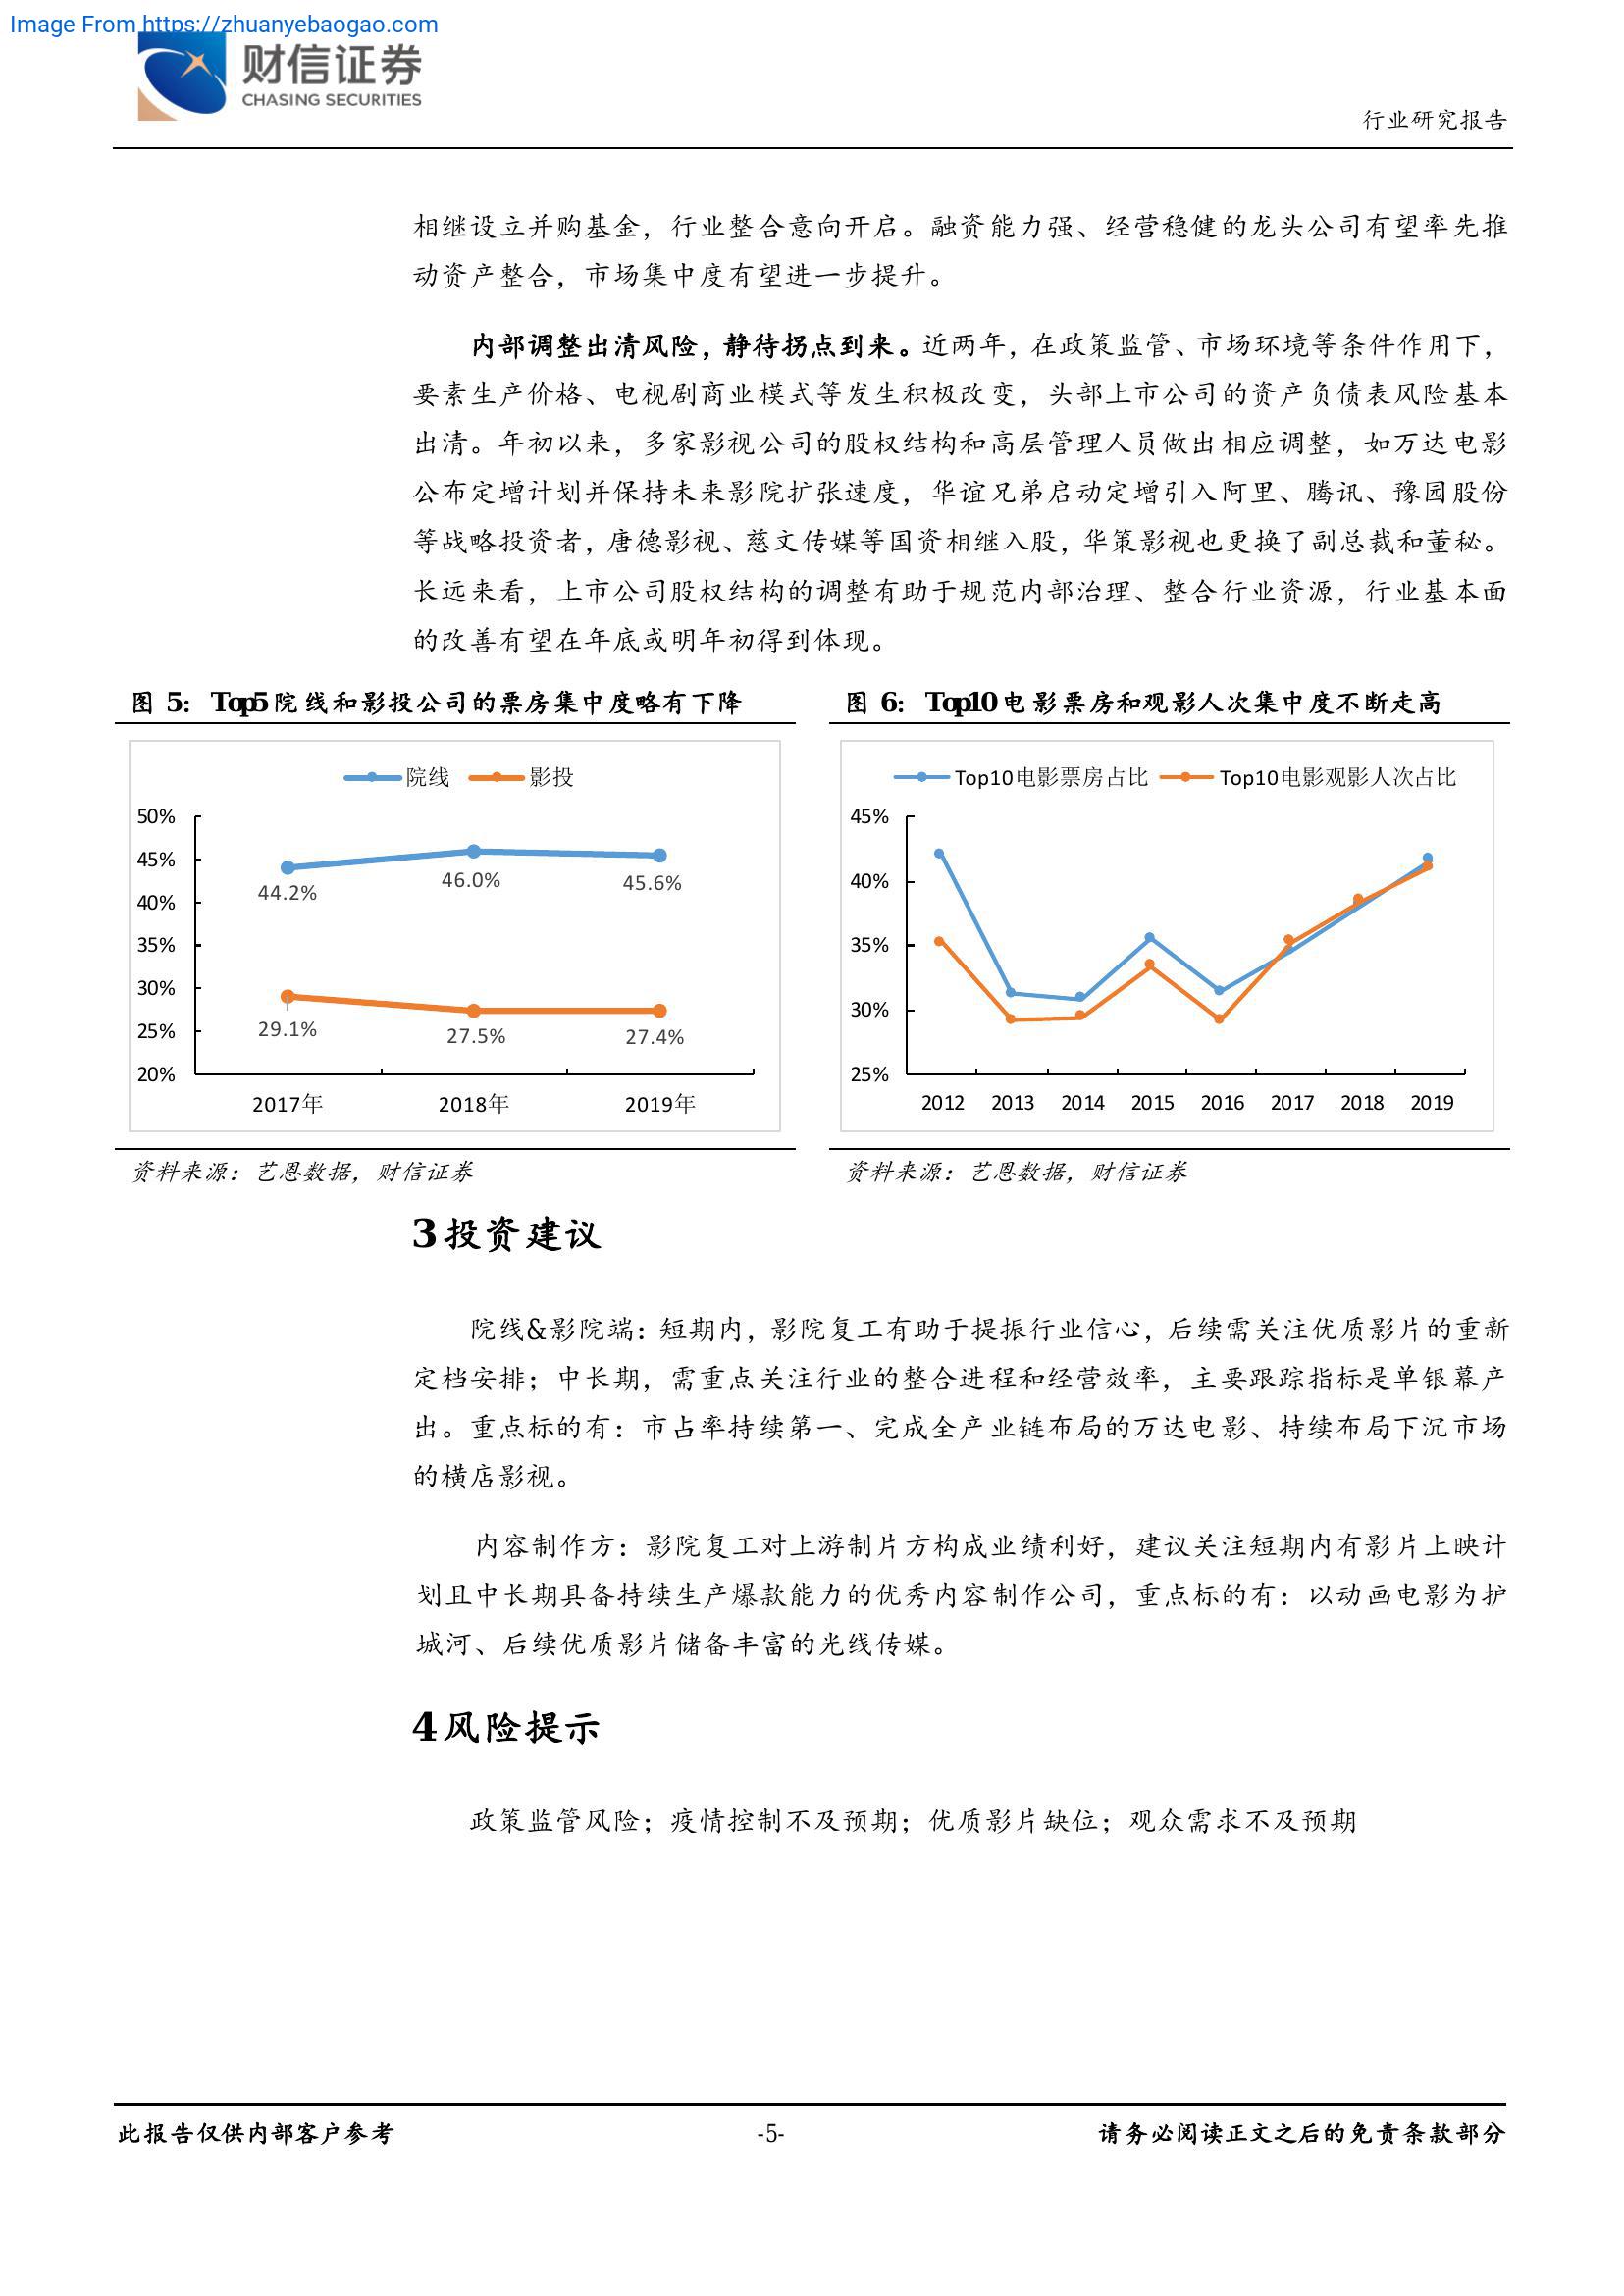 Image From https://zhuanyebaogao.com
财信证券
CHASING SECURITIES
行业研究报告
相继设立并购基金，行业整合意向开启。融资能力强、经营稳健的龙头公司有望率先推
动资产整合，市场集中度有望进一步提升。
内部调整出清风险，静待拐点到来。近两年，在政策监管、市场环境等条件作用下，
要素生产价格、电视剧商业模式等发生积极改变，头部上市公司的资产负债表风险基本
出清。年初以来，多家影视公司的股权结构和高层管理人员做出相应调整，如万达电影
公布定增计划并保持未来影院扩张速度，华谊兄弟启动定增引入阿里、腾讯、豫园股份
等战略投资者，唐德影视、慈文传媒等国资相继入股，华策影视也更换了副总裁和董秘。
长远来看，上市公司股权结构的调整有助于规范内部治理、整合行业资源，行业基本面
的改善有望在年底或明年初得到体现。
图 5：Top5 院线和影投公司的票房集中度略有下降
院线 影投
50%
45%
40%
35%
30%
25%
20%
44.2% 46.0% 45.6%
29.1% 27.5% 27.4%
2017年 2018年 2019年
资料来源：艺恩数据，财信证券
图 6：Top10 电影票房和观影人次集中度不断走高
Top10电影票房占比 Top10电影观影人次占比
45%
40%
35%
30%
25%
2012 2013 2014 2015 2016 2017 2018 2019
资料来源：艺恩数据，财信证券
3 投资建议
院线&影院端：短期内，影院复工有助于提振行业信心，后续需关注优质影片的重新
定档安排；中长期，需重点关注行业的整合进程和经营效率，主要跟踪指标是单银幕产
出。重点标的有：市占率持续第一、完成全产业链布局的万达电影、持续布局下沉市场
的横店影视。
内容制作方：影院复工对上游制片方构成业绩利好，建议关注短期内有影片上映计
划且中长期具备持续生产爆款能力的优秀内容制作公司，重点标的有：以动画电影为护
城河、后续优质影片储备丰富的光线传媒。
4 风险提示
政策监管风险；疫情控制不及预期；优质影片缺位；观众需求不及预期
此报告仅供内部客户参考 -5- 请务必阅读正文之后的免责条款部分